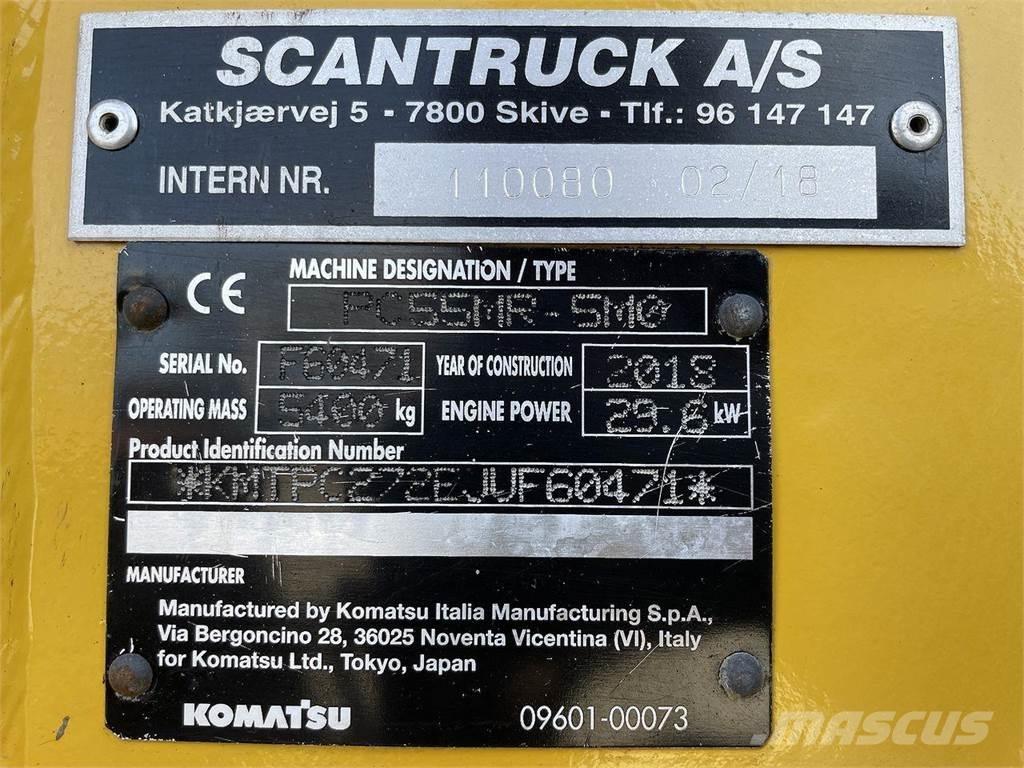 SCANTRUCK A/S
Katkjærvej 5 - 7800 Skive - Tlf.: 96 147 147
INTERN NR. 110080 02/18
CE MACHINE DESIGNATION / TYPE
PC55MR-5M0
SERIAL No. F60471 YEAR OF CONSTRUCTION 2018
OPERATING MASS 5400 kg ENGINE POWER 29.6 kW
Product Identification Number
*KMTPC272EJVF60471*
MANUFACTURER
Manufactured by Komatsu Italia Manufacturing S.p.A.,
Via Bergoncino 28, 36025 Noventa Vicentina (VI), Italy
for Komatsu Ltd., Tokyo, Japan
KOMATSU 09601-00073
MASCUS